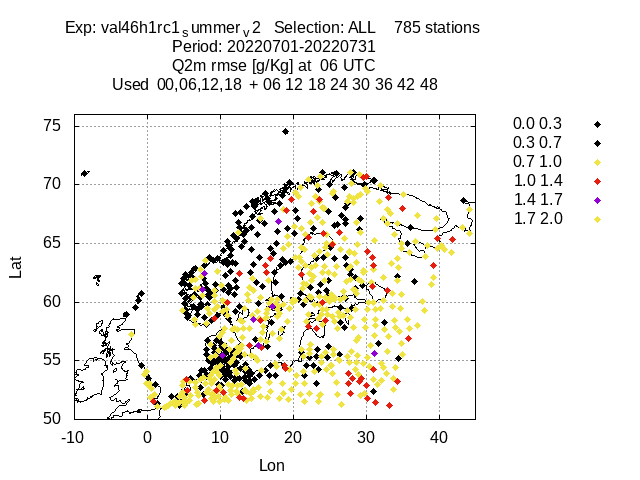 Exp: val46h1rc1summerv2 Selection: ALL 785 stations
Period: 20220701-20220731
Q2m rmse [g/Kg] at 06 UTC
Used 00,06,12,18 + 06 12 18 24 30 36 42 48
75
70
65
60
55
50
-10 0 10 20 30 40
Lat
Lon
0.0 0.3
0.3 0.7
0.7 1.0
1.0 1.4
1.4 1.7
1.7 2.0